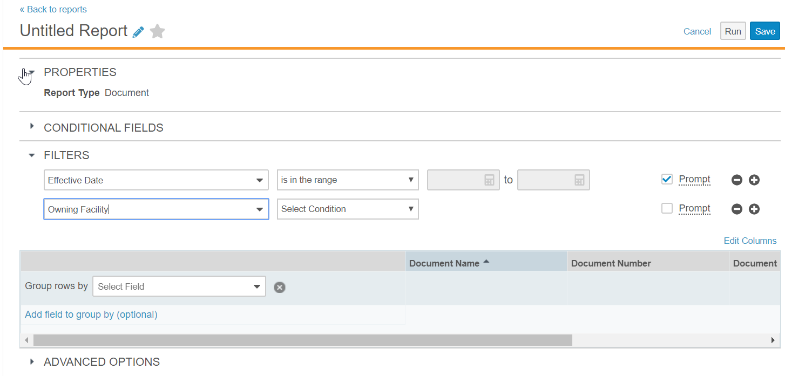 « Back to reports
Untitled Report
Cancel Run Save
PROPERTIES
Report Type Document
CONDITIONAL FIELDS
FILTERS
Effective Date is in the range to Prompt
Owning Facility Select Condition Prompt
Edit Columns
Document Name Document Number Document
Group rows by Select Field
Add field to group by (optional)
ADVANCED OPTIONS